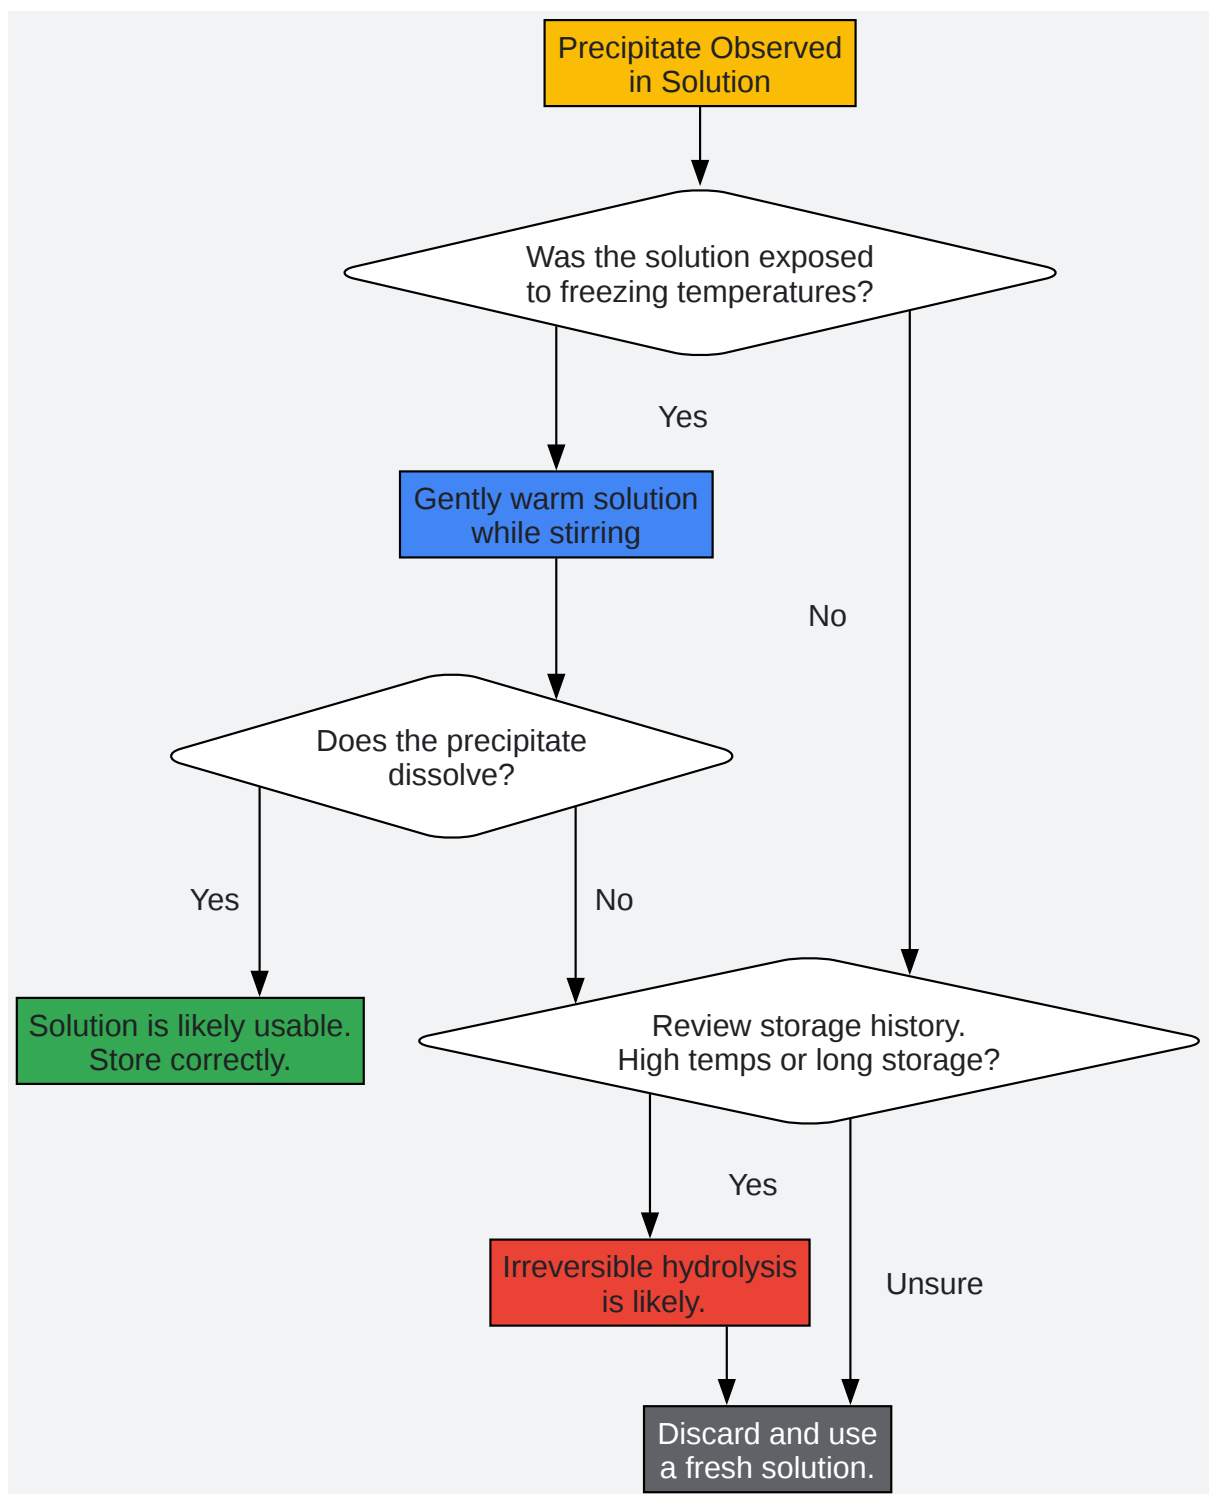 Precipitate Observed
in Solution
Was the solution exposed
to freezing temperatures?
Yes
Gently warm solution
while stirring
No
Does the precipitate
dissolve?
Yes
No
Solution is likely usable.
Store correctly.
Review storage history.
High temps or long storage?
Yes
Irreversible hydrolysis
is likely.
Unsure
Discard and use
a fresh solution.